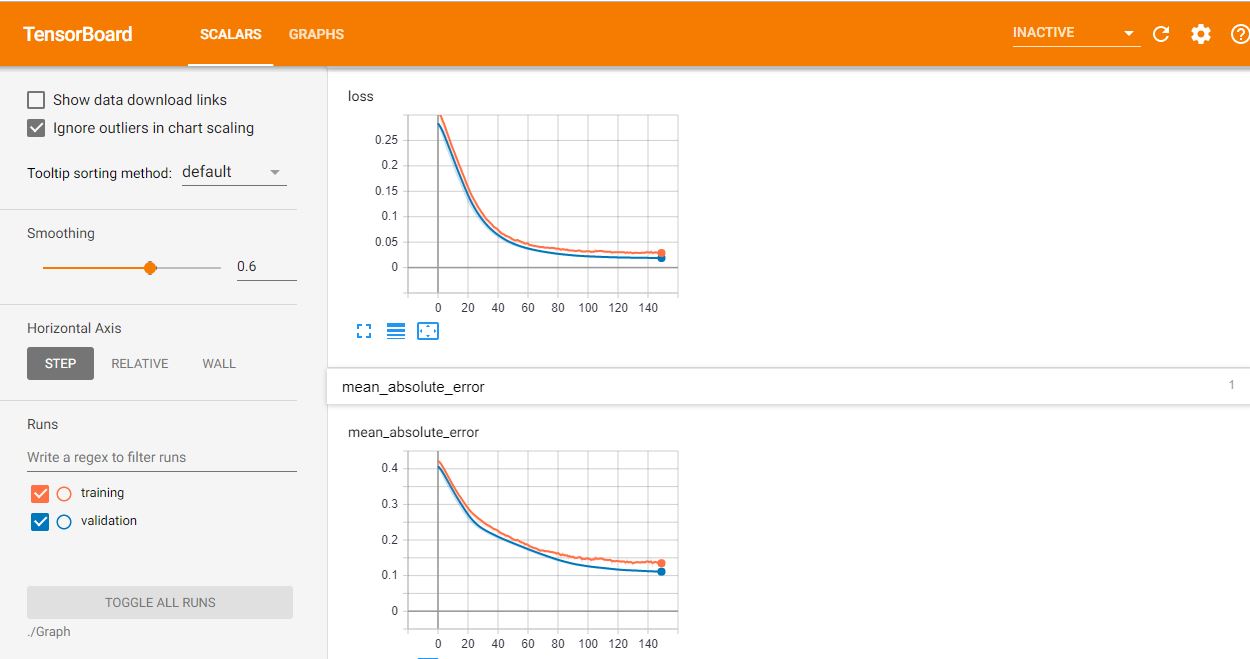 TensorBoard SCALARS GRAPHS INACTIVE
Show data download links
Ignore outliers in chart scaling
Tooltip sorting method: default
Smoothing
0.6
Horizontal Axis
STEP RELATIVE WALL
Runs
Write a regex to filter runs
training
validation
TOGGLE ALL RUNS
./Graph
loss
0.25
0.2
0.15
0.1
0.05
0
0 20 40 60 80 100 120 140
mean_absolute_error 1
mean_absolute_error
0.4
0.3
0.2
0.1
0
0 20 40 60 80 100 120 140